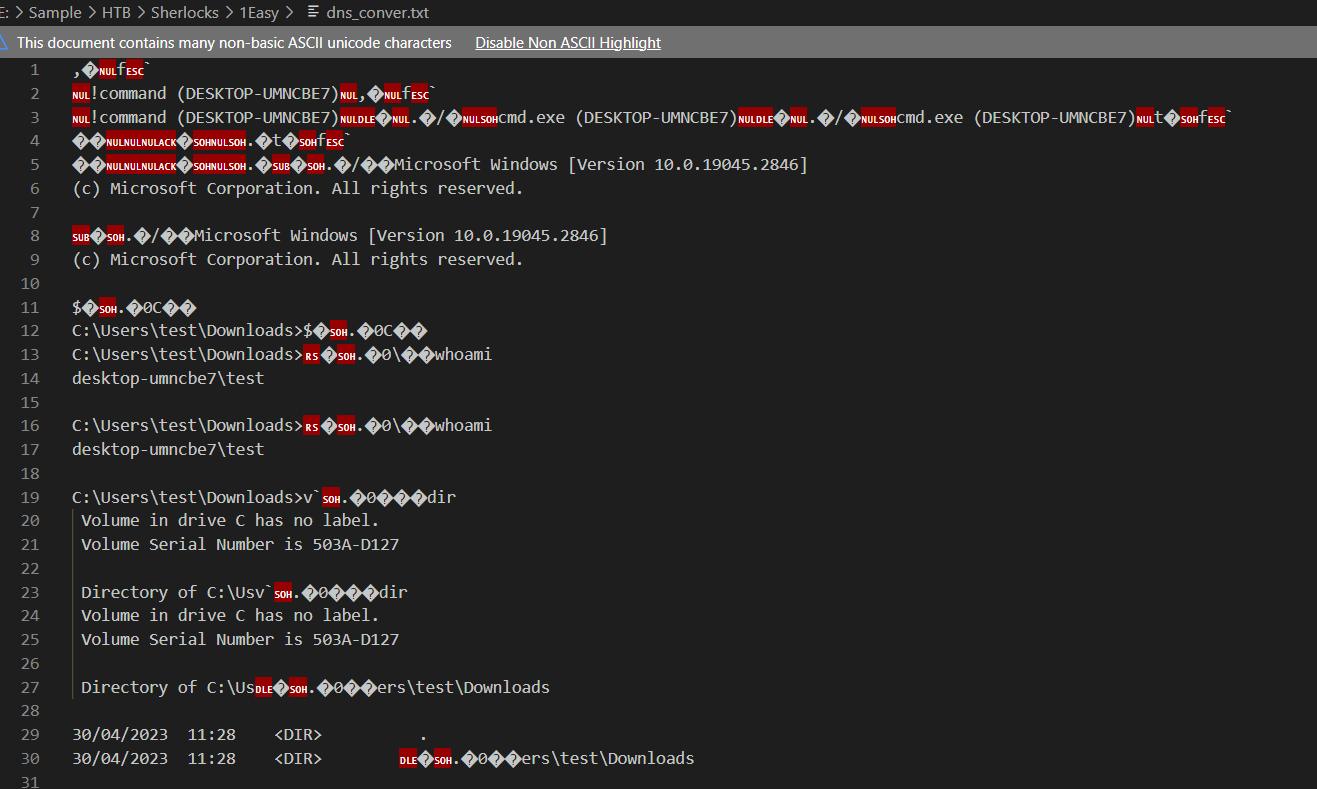 E: > Sample > HTB > Sherlocks > 1Easy > dns_conver.txt
This document contains many non-basic ASCII unicode characters Disable Non ASCII Highlight
1 ,�NULfESC`
2 NUL!command (DESKTOP-UMNCBE7)NUL,�NULfESC`
3 NUL!command (DESKTOP-UMNCBE7)NULDLE�NUL.�/�NULSOHcmd.exe (DESKTOP-UMNCBE7)NULDLE�NUL.�/�NULSOHcmd.exe (DESKTOP-UMNCBE7)NULt�SOHfESC`
4 ��NULNULNULACK�SOHNULSOH.�t�SOHfESC`
5 ��NULNULNULACK�SOHNULSOH.�SUB�SOH.�/��Microsoft Windows [Version 10.0.19045.2846]
6 (c) Microsoft Corporation. All rights reserved.
7
8 SUB�SOH.�/��Microsoft Windows [Version 10.0.19045.2846]
9 (c) Microsoft Corporation. All rights reserved.
10
11 $�SOH.�0C��
12 C:\Users\test\Downloads>$�SOH.�0C��
13 C:\Users\test\Downloads>RS�SOH.�0\��whoami
14 desktop-umncbe7\test
15
16 C:\Users\test\Downloads>RS�SOH.�0\��whoami
17 desktop-umncbe7\test
18
19 C:\Users\test\Downloads>v`SOH.�0���dir
20 Volume in drive C has no label.
21 Volume Serial Number is 503A-D127
22
23 Directory of C:\Usv`SOH.�0���dir
24 Volume in drive C has no label.
25 Volume Serial Number is 503A-D127
26
27 Directory of C:\UsDLE�SOH.�0��ers\test\Downloads
28
29 30/04/2023 11:28 <DIR> .
30 30/04/2023 11:28 <DIR> DLE�SOH.�0��ers\test\Downloads
31